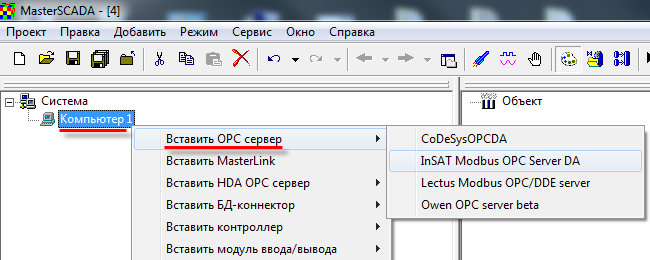 MasterSCADA - [4]
Проект Правка Добавить Режим Сервис Окно Справка
Система
Компьютер 1
Объект
Вставить OPC сервер
Вставить MasterLink
Вставить HDA OPC сервер
Вставить БД-коннектор
Вставить контроллер
Вставить модуль ввода/вывода
CoDeSysOPCDA
InSAT Modbus OPC Server DA
Lectus Modbus OPC/DDE server
Owen OPC server beta